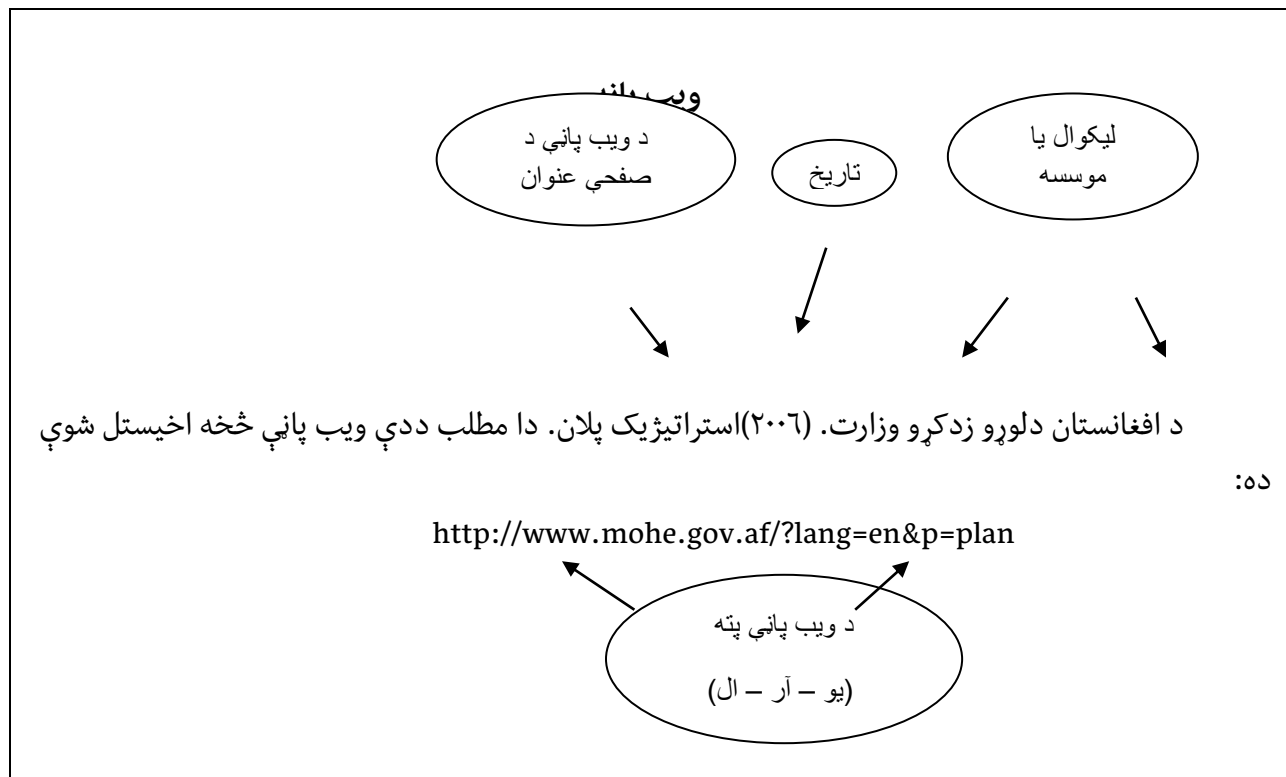 ویب پاڼې
لیکوال یا
موسسه
تاریخ
د ویب پاڼې د
صفحې عنوان
د افغانستان دلوړو زدکړو وزارت. (٢٠٠٦)استراتیژیک پلان. دا مطلب ددې ویب پاڼې څخه اخیستل شوې
ده:
http://www.mohe.gov.af/?lang=en&p=plan
د ویب پاڼې پته
(یو – آر – ال)